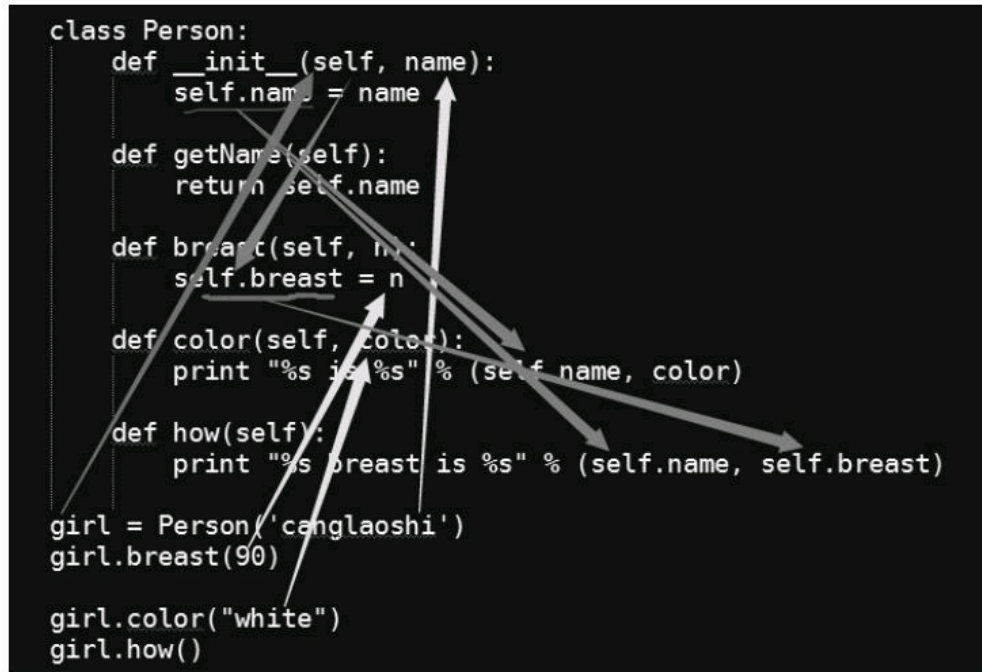 class Person:
    def __init__(self, name):
        self.name = name
    def getName(self):
        return self.name
    def breast(self, n):
        self.breast = n
    def color(self, color):
        print "%s is %s" % (self.name, color)
    def how(self):
        print "%s breast is %s" % (self.name, self.breast)
girl = Person('canglaoshi')
girl.breast(90)
girl.color("white")
girl.how()